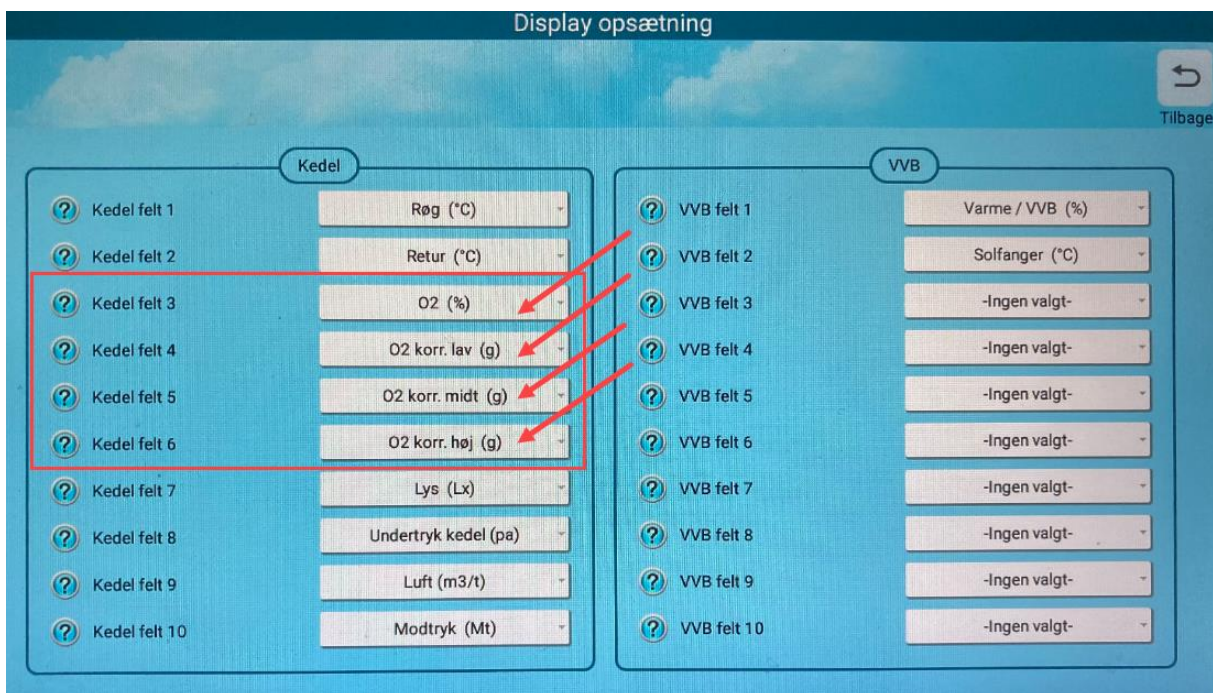 Display opsætning
Tilbage
Kedel
Kedel felt 1 Røg (°C)
Kedel felt 2 Retur (°C)
Kedel felt 3 O2 (%)
Kedel felt 4 O2 korr. lav (g)
Kedel felt 5 O2 korr. midt (g)
Kedel felt 6 O2 korr. høj (g)
Kedel felt 7 Lys (Lx)
Kedel felt 8 Undertryk kedel (pa)
Kedel felt 9 Luft (m3/t)
Kedel felt 10 Modtryk (Mt)
VVB
VVB felt 1 Varme / VVB (%)
VVB felt 2 Solfanger (°C)
VVB felt 3 -Ingen valgt-
VVB felt 4 -Ingen valgt-
VVB felt 5 -Ingen valgt-
VVB felt 6 -Ingen valgt-
VVB felt 7 -Ingen valgt-
VVB felt 8 -Ingen valgt-
VVB felt 9 -Ingen valgt-
VVB felt 10 -Ingen valgt-